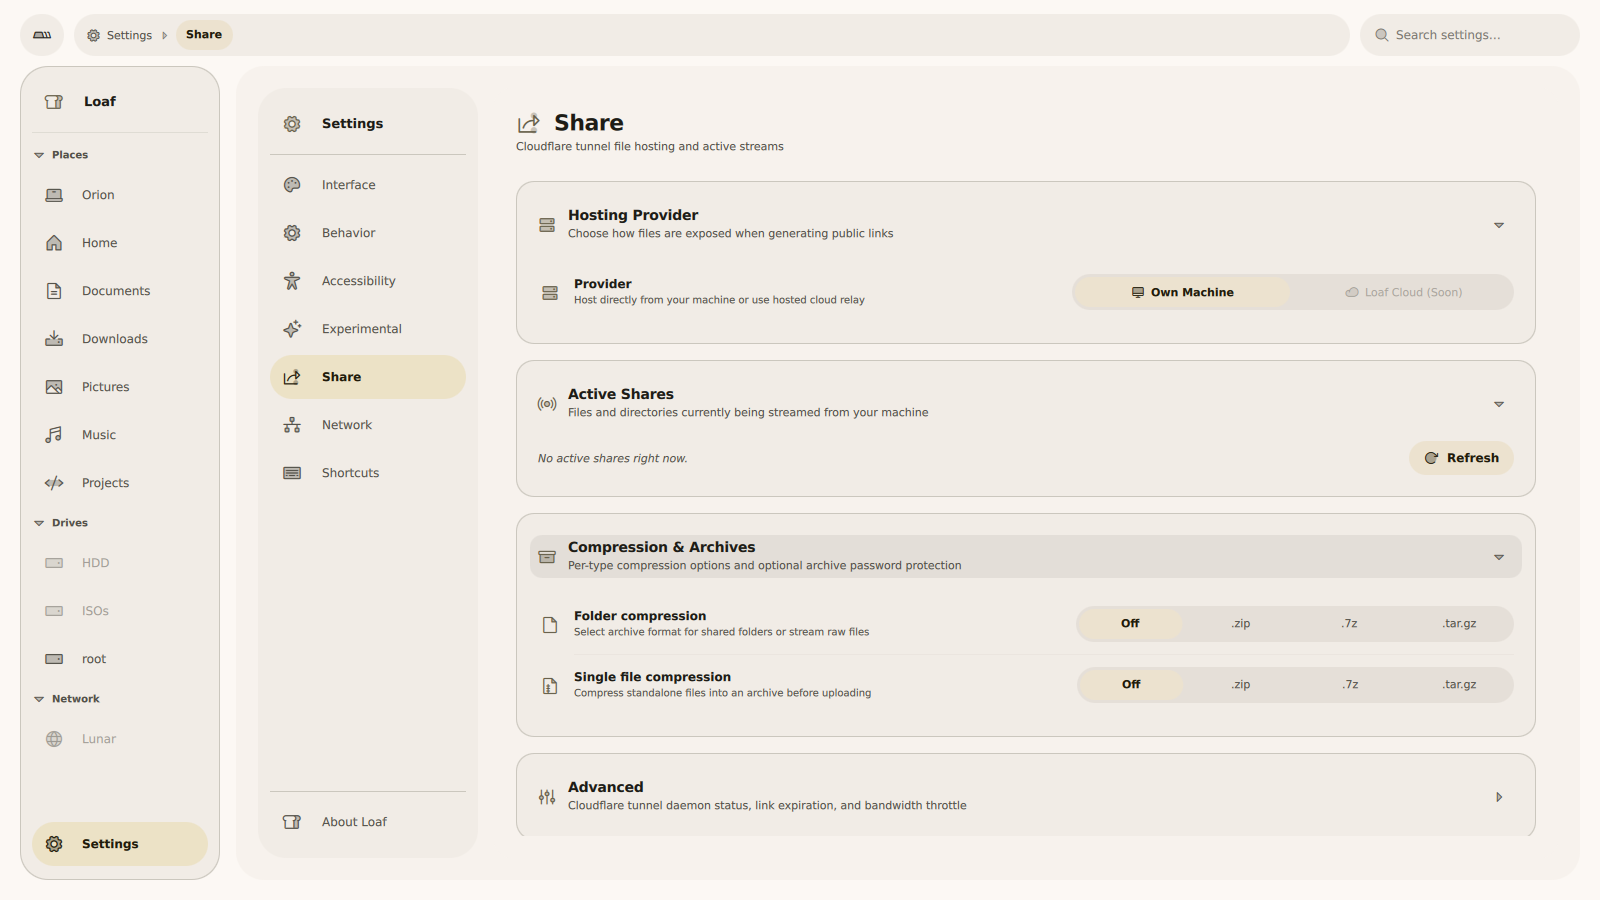 Settings
Share
Search settings...
Loaf
Places
Orion
Home
Documents
Downloads
Pictures
Music
Projects
Drives
HDD
ISOs
root
Network
Lunar
Settings
Settings
Interface
Behavior
Accessibility
Experimental
Share
Network
Shortcuts
About Loaf
Share
Cloudflare tunnel file hosting and active streams
Hosting Provider
Choose how files are exposed when generating public links
Provider
Host directly from your machine or use hosted cloud relay
Own Machine
Loaf Cloud (Soon)
Active Shares
Files and directories currently being streamed from your machine
No active shares right now.
Refresh
Compression & Archives
Per-type compression options and optional archive password protection
Folder compression
Select archive format for shared folders or stream raw files
Off .zip .7z .tar.gz
Single file compression
Compress standalone files into an archive before uploading
Off .zip .7z .tar.gz
Advanced
Cloudflare tunnel daemon status, link expiration, and bandwidth throttle